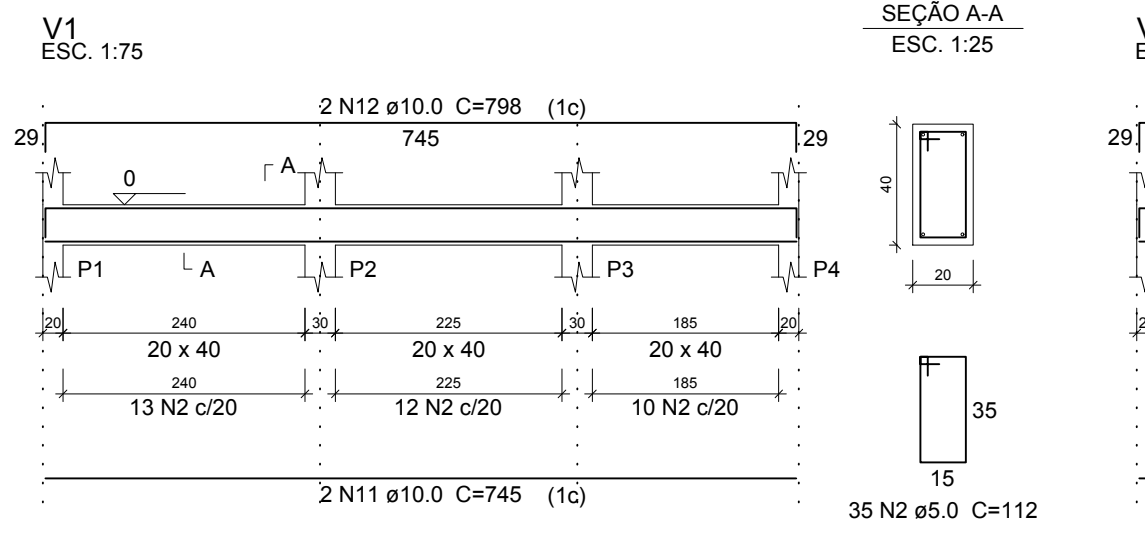 V1
ESC. 1:75
SEÇÃO A-A
ESC. 1:25
2 N12 ø10.0 C=798 (1c)
29
745
29
29
A
0
40
A
P1
P2
P3
P4
20
20
240
30
225
30
185
20
20 x 40
20 x 40
20 x 40
240
225
185
13 N2 c/20
12 N2 c/20
10 N2 c/20
35
15
2 N11 ø10.0 C=745 (1c)
35 N2 ø5.0 C=112